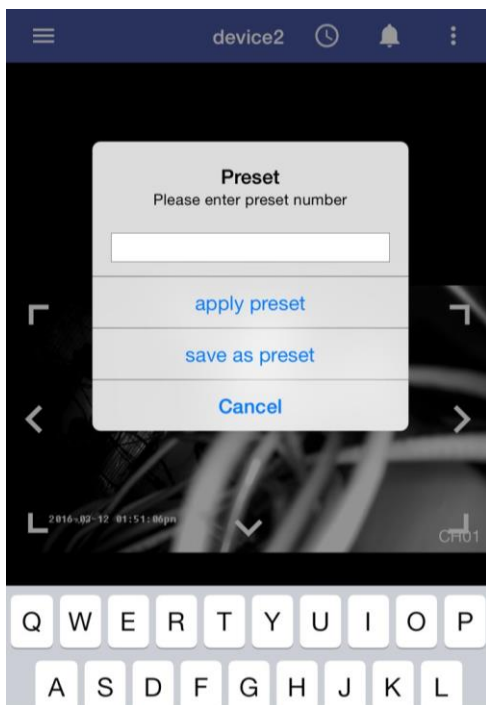 device2
Preset
Please enter preset number
apply preset
save as preset
Cancel
2016-02-12 01:51:06pm
CH01
Q W E R T Y U I O P
A S D F G H J K L